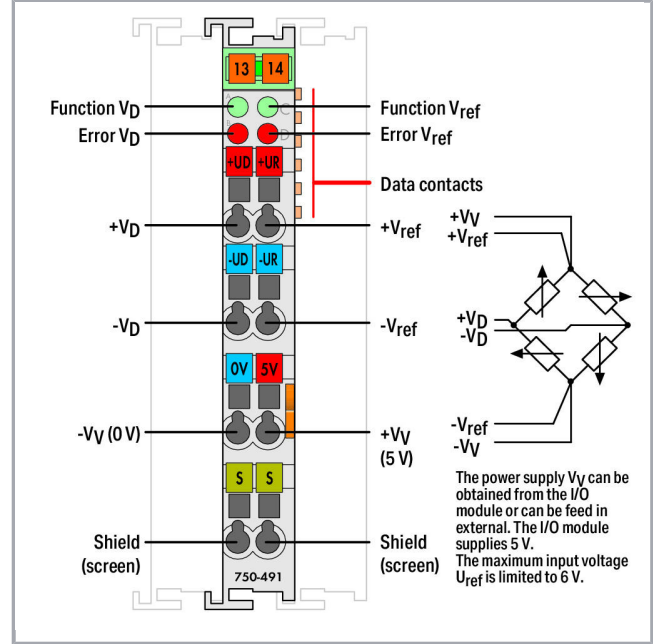 13 14
A C
Function VD Function Vref
B D
Error VD Error Vref
+UD +UR
Data contacts
+VD +Vref
-UD -UR
-VD -Vref
0V 5V
-VV (0 V) +VV
(5 V)
S S
Shield Shield
(screen) (screen)
750-491
+VV
+Vref
+VD
-VD
-Vref
-VV
The power supply VV can be
obtained from the I/O
module or can be feed in
external. The I/O module
supplies 5 V.
The maximum input voltage
Uref is limited to 6 V.